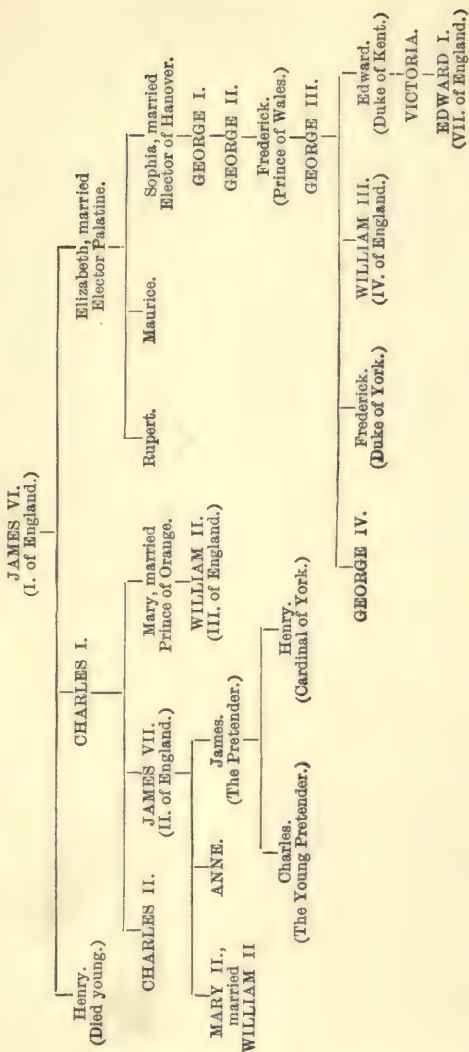 JAMES VI.
(I. of England.)
Henry.
(Died young.)
CHARLES I.
Elizabeth, married
Elector Palatine.
CHARLES II.
JAMES VII.
(II. of England.)
Mary, married
Prince of Orange.
Rupert.
Maurice.
Sophia, married
Elector of Hanover.
MARY II.,
married
WILLIAM II
ANNE.
James.
(The Pretender.)
WILLIAM II.
(III. of England.)
GEORGE I.
GEORGE II.
Charles.
(The Young Pretender.)
Henry.
(Cardinal of York.)
Frederick.
(Prince of Wales.)
GEORGE III.
GEORGE IV.
Frederick.
(Duke of York.)
WILLIAM III.
(IV. of England.)
Edward.
(Duke of Kent.)
VICTORIA.
EDWARD I.
(VII. of England.)